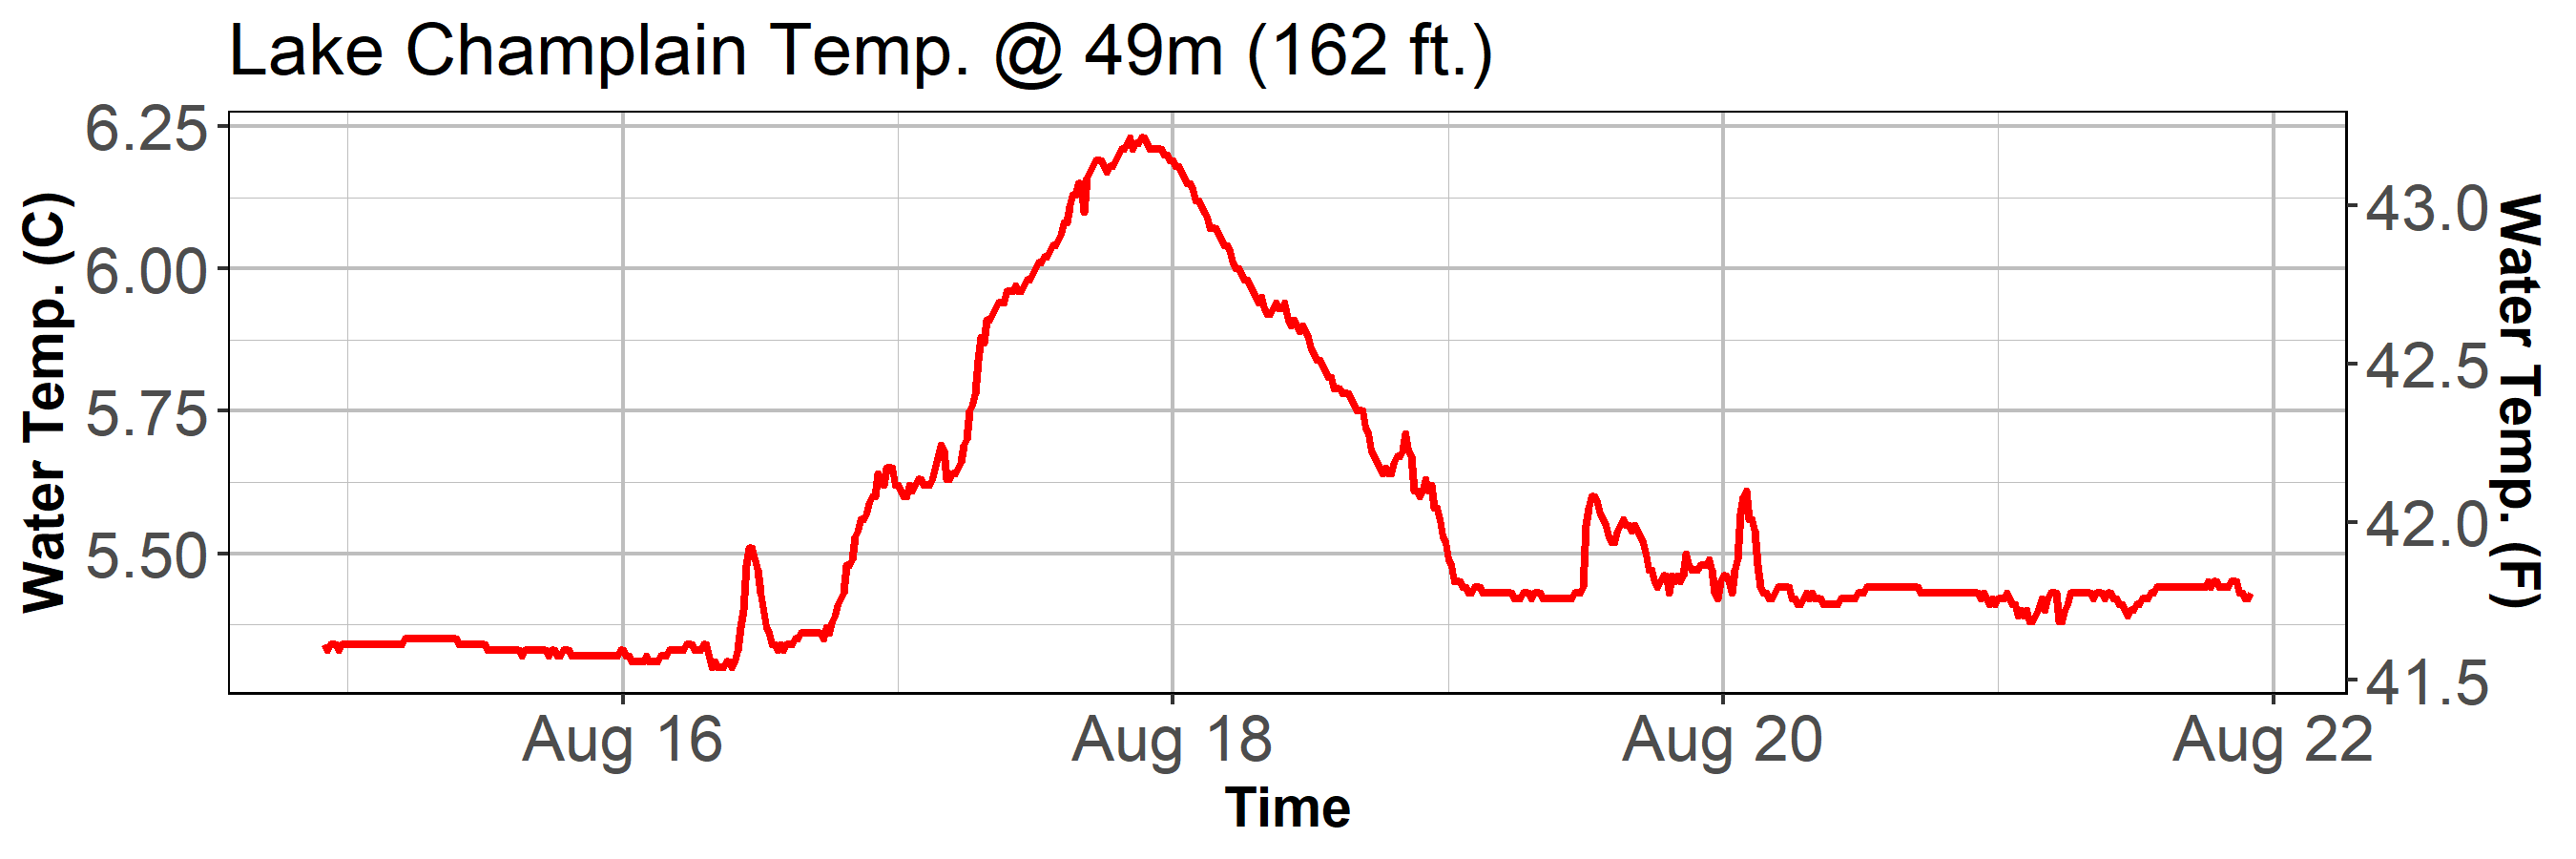 Lake Champlain Temp. @ 49m (162 ft.)
Water Temp. (C)
6.25
6.00
5.75
5.50
43.0
42.5
42.0
41.5
Water Temp. (F)
Aug 16 Aug 18 Aug 20 Aug 22
Time